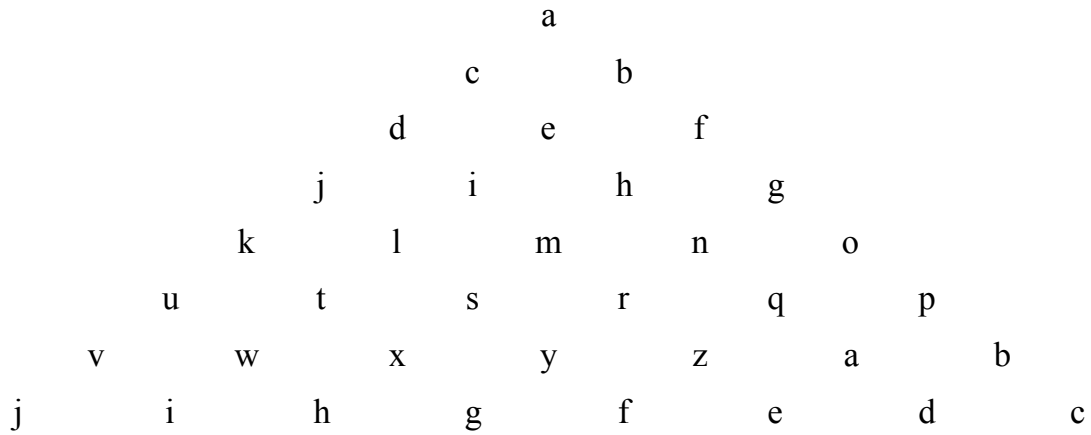 a
c b
d e f
j i h g
k l m n o
u t s r q p
v w x y z a b
j i h g f e d c